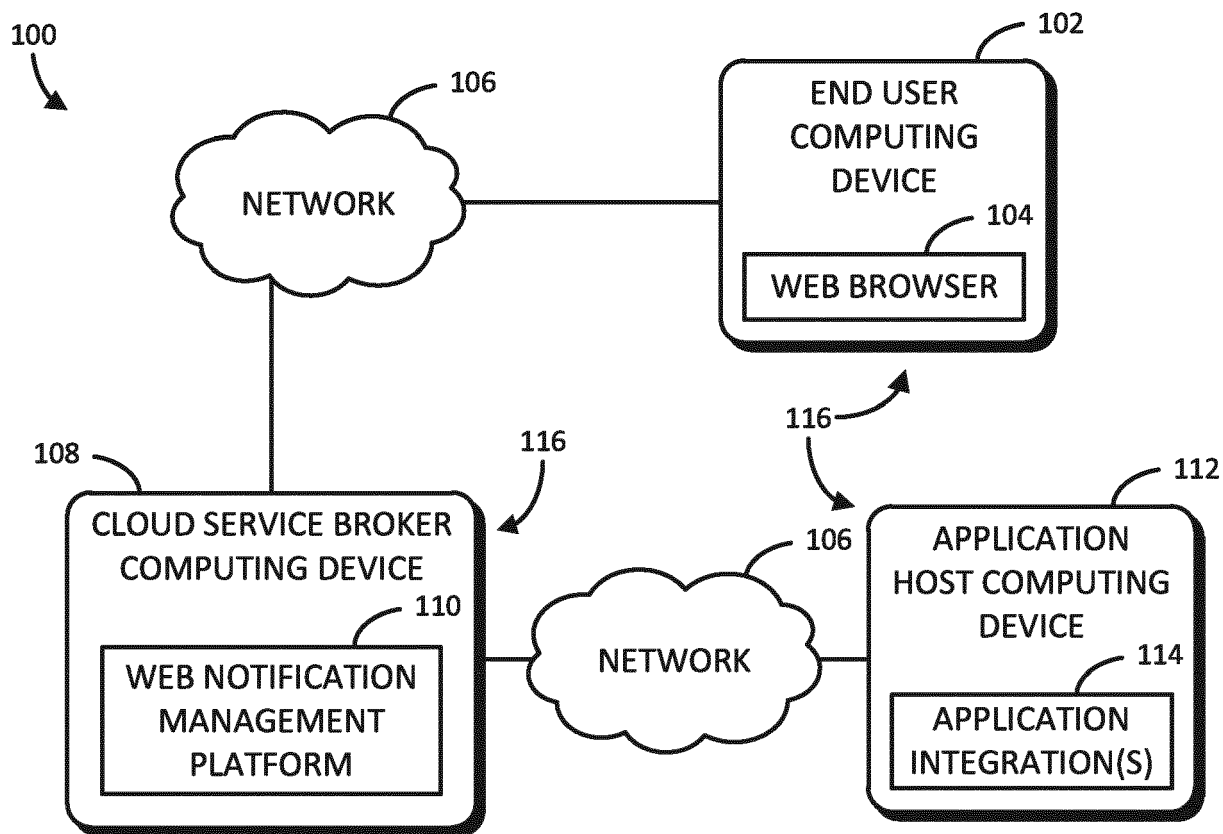 100
106
NETWORK
102
END USER
COMPUTING
DEVICE
104
WEB BROWSER
116
108
CLOUD SERVICE BROKER
COMPUTING DEVICE
110
WEB NOTIFICATION
MANAGEMENT
PLATFORM
116
106
NETWORK
112
APPLICATION
HOST COMPUTING
DEVICE
114
APPLICATION
INTEGRATION(S)